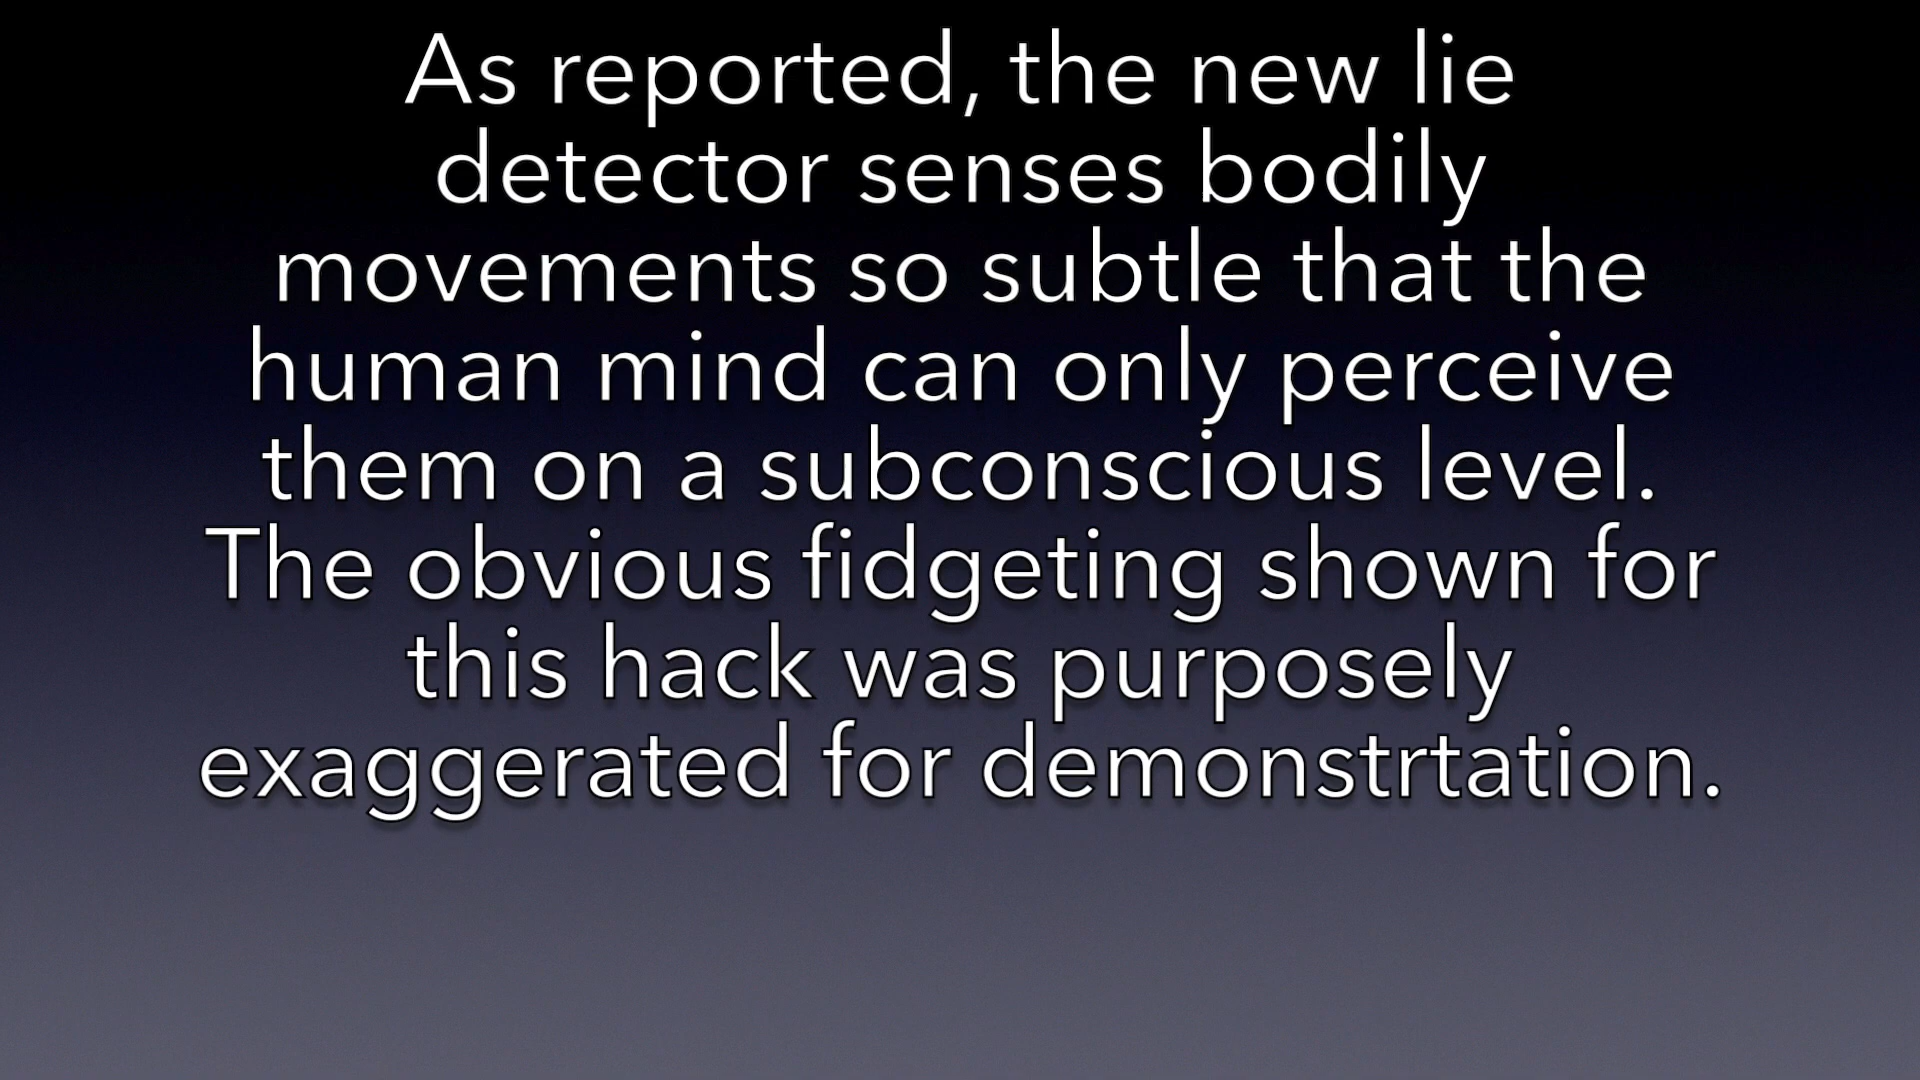 As reported, the new lie
detector senses bodily
movements so subtle that the
human mind can only perceive
them on a subconscious level.
The obvious fidgeting shown for
this hack was purposely
exaggerated for demonstrtation.